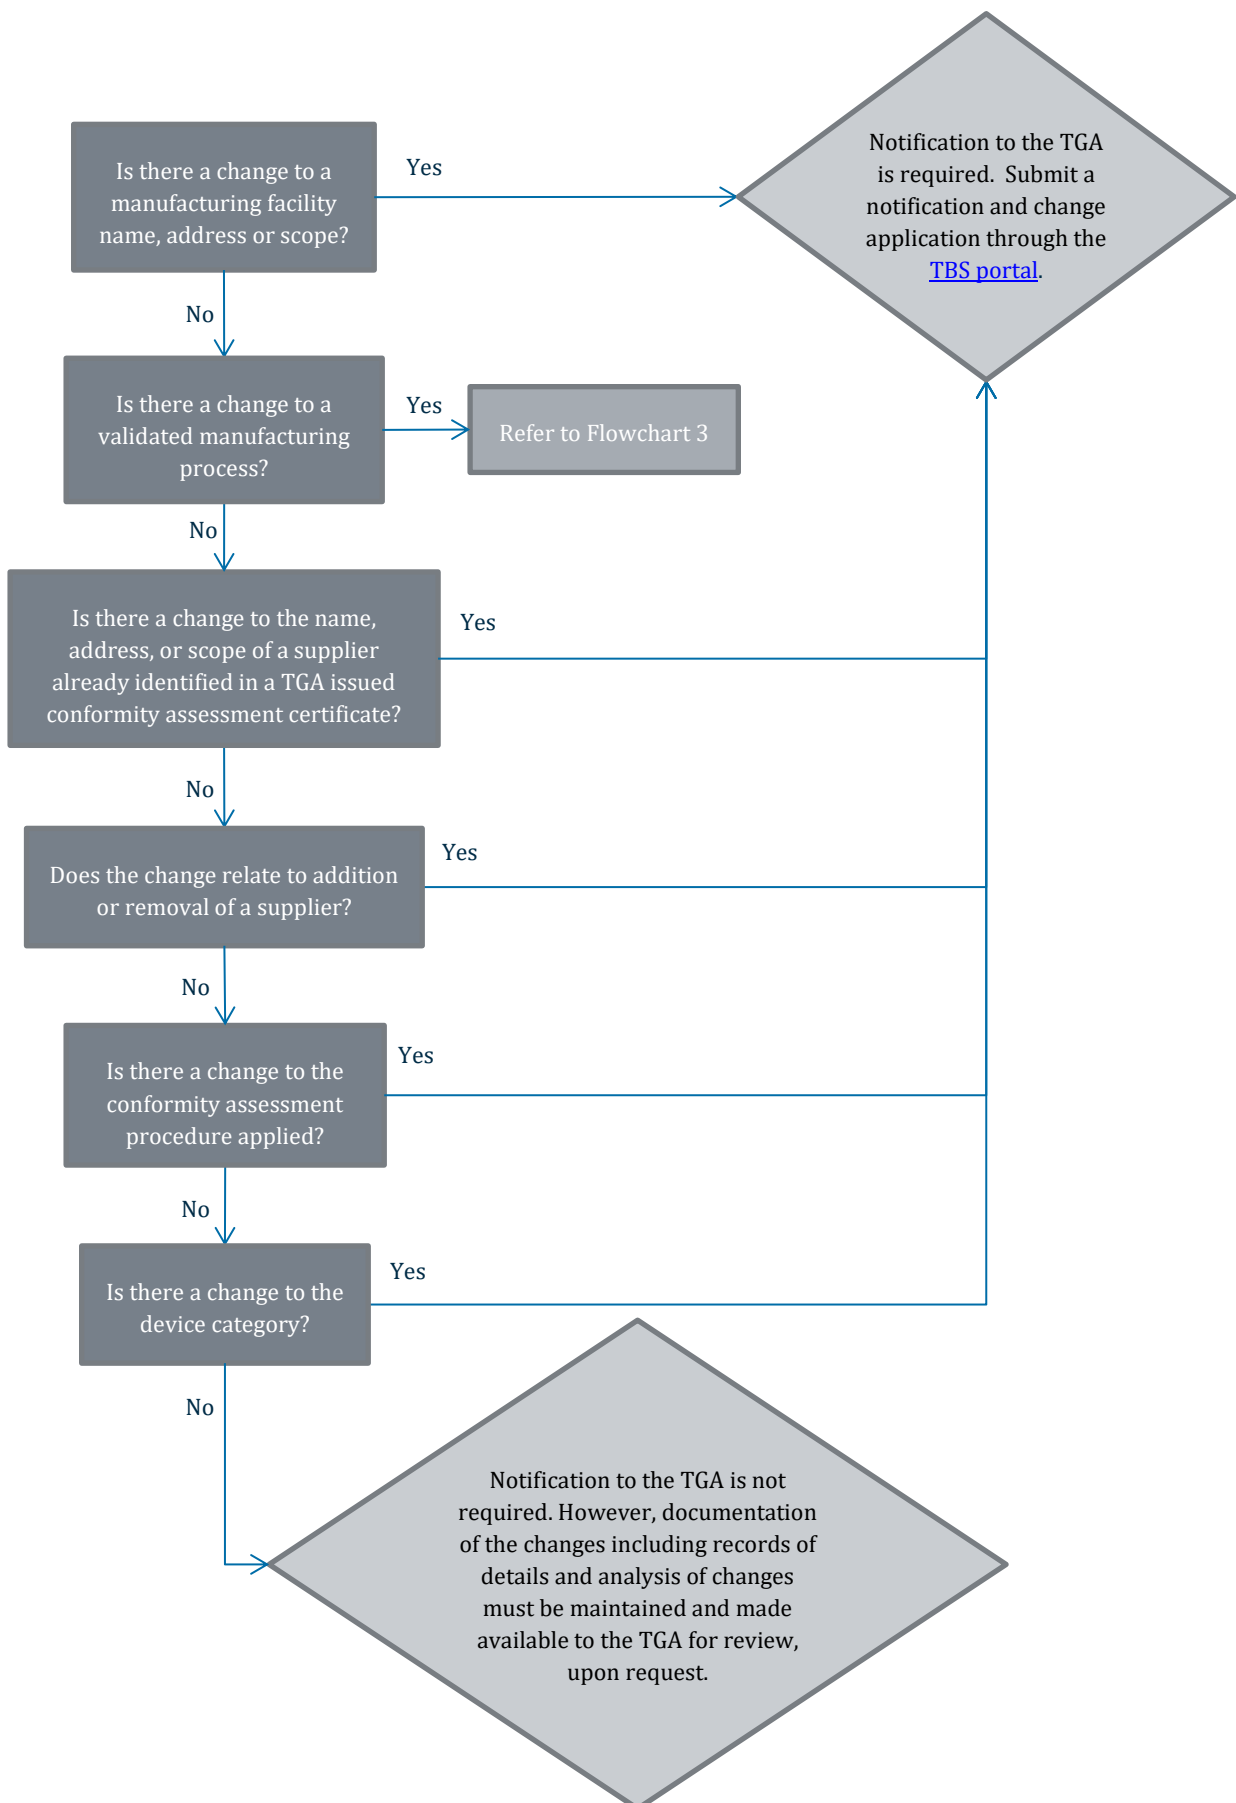 Notification to the TGA
is required.  Submit a
notification and change
application through the
TBS portal.
Is there a change to a
manufacturing facility
name, address or scope?
Yes
No
Is there a change to a
validated manufacturing
process?
Yes
Refer to Flowchart 3
No
Is there a change to the name,
address, or scope of a supplier
already identified in a TGA issued
conformity assessment certificate?
Yes
No
Does the change relate to addition
or removal of a supplier?
Yes
No
Is there a change to the
conformity assessment
procedure applied?
Yes
No
Is there a change to the
device category?
Yes
No
Notification to the TGA is not
required. However, documentation
of the changes including records of
details and analysis of changes
must be maintained and made
available to the TGA for review,
upon request.